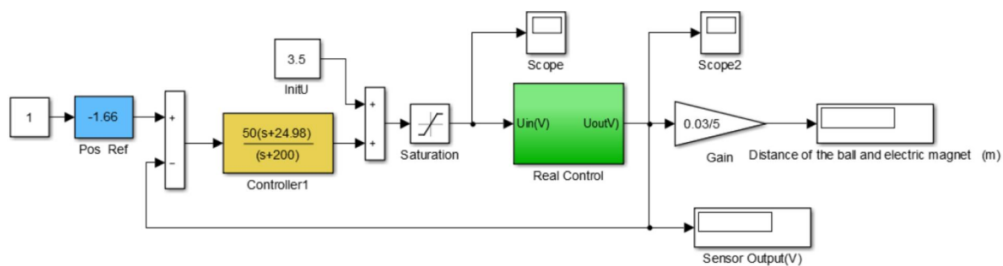 Scope
Scope2
3.5
InitU
1
-1.66
Pos Ref
+
−
50(s+24.98)
(s+200)
Controller1
+
+
Saturation
Uin(V)
UoutV)
Real Control
0.03/5
Gain
Distance of the ball and electric magnet (m)
Sensor Output(V)